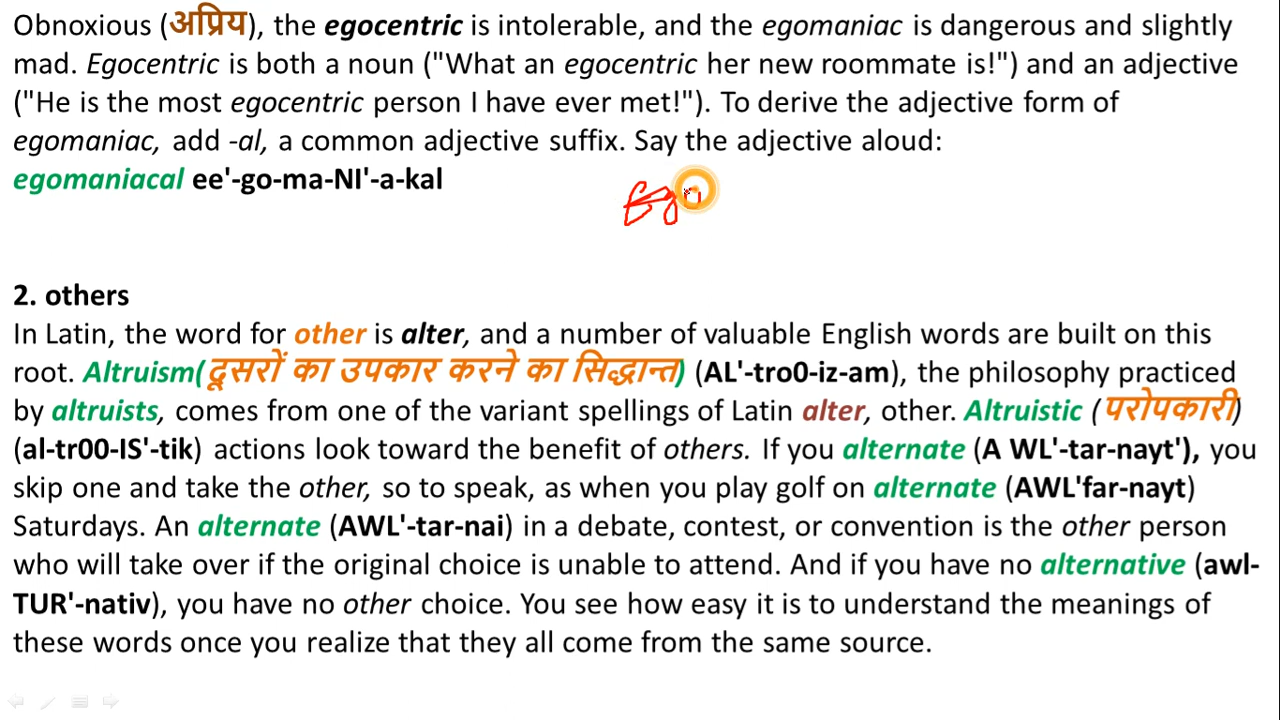 Obnoxious (अप्रिय), the egocentric is intolerable, and the egomaniac is dangerous and slightly
mad. Egocentric is both a noun ("What an egocentric her new roommate is!") and an adjective
("He is the most egocentric person I have ever met!"). To derive the adjective form of
egomaniac, add -al, a common adjective suffix. Say the adjective aloud:
egomaniacal ee'-go-ma-NI'-a-kal
2. others
In Latin, the word for other is alter, and a number of valuable English words are built on this
root. Altruism(दूसरों का उपकार करने का सिद्धान्त) (AL'-tro0-iz-am), the philosophy practiced
by altruists, comes from one of the variant spellings of Latin alter, other. Altruistic (परोपकारी)
(al-tr00-IS'-tik) actions look toward the benefit of others. If you alternate (A WL'-tar-nayt'), you
skip one and take the other, so to speak, as when you play golf on alternate (AWL'far-nayt)
Saturdays. An alternate (AWL'-tar-nai) in a debate, contest, or convention is the other person
who will take over if the original choice is unable to attend. And if you have no alternative (awl-
TUR'-nativ), you have no other choice. You see how easy it is to understand the meanings of
these words once you realize that they all come from the same source.